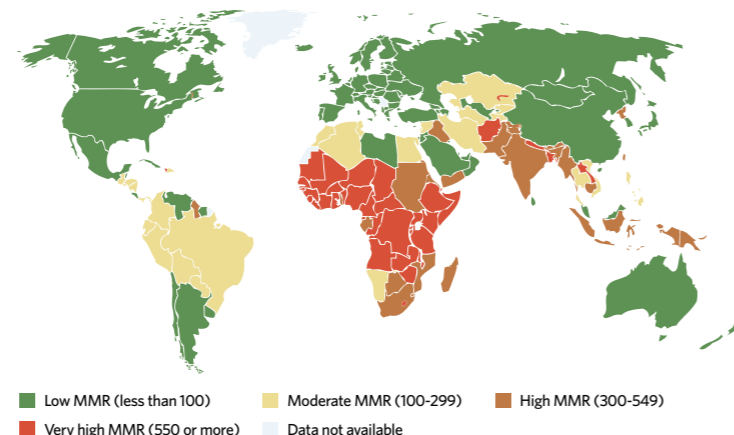 Low MMR (less than 100)
Moderate MMR (100-299)
High MMR (300-549)
Very high MMR (550 or more)
Data not available